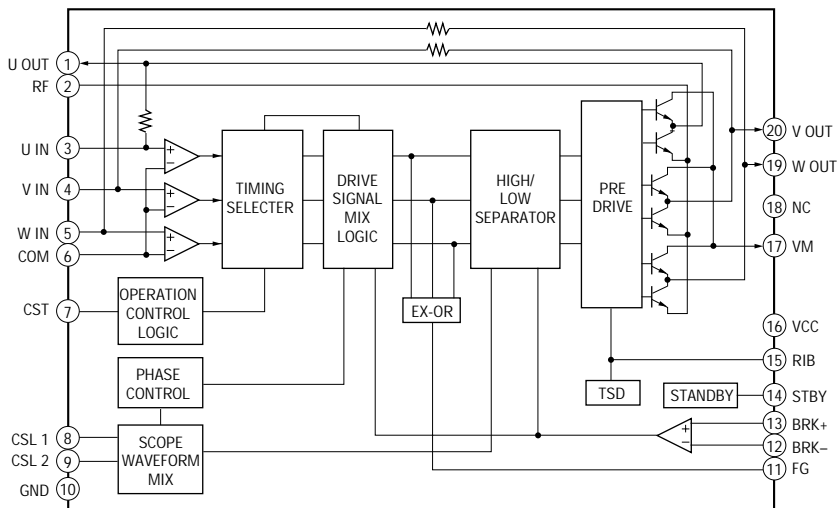 U OUT 1
RF 2
U IN 3
V IN 4
W IN 5
COM 6
CST 7
CSL 1 8
CSL 2 9
GND 10
+
−
+
−
+
−
TIMING
SELECTER
DRIVE
SIGNAL
MIX
LOGIC
HIGH/
LOW
SEPARATOR
PRE
DRIVE
OPERATION
CONTROL
LOGIC
EX-OR
PHASE
CONTROL
SCOPE
WAVEFORM
MIX
TSD
STANDBY
+
−
20 V OUT
19 W OUT
18 NC
17 VM
16 VCC
15 RIB
14 STBY
13 BRK+
12 BRK−
11 FG